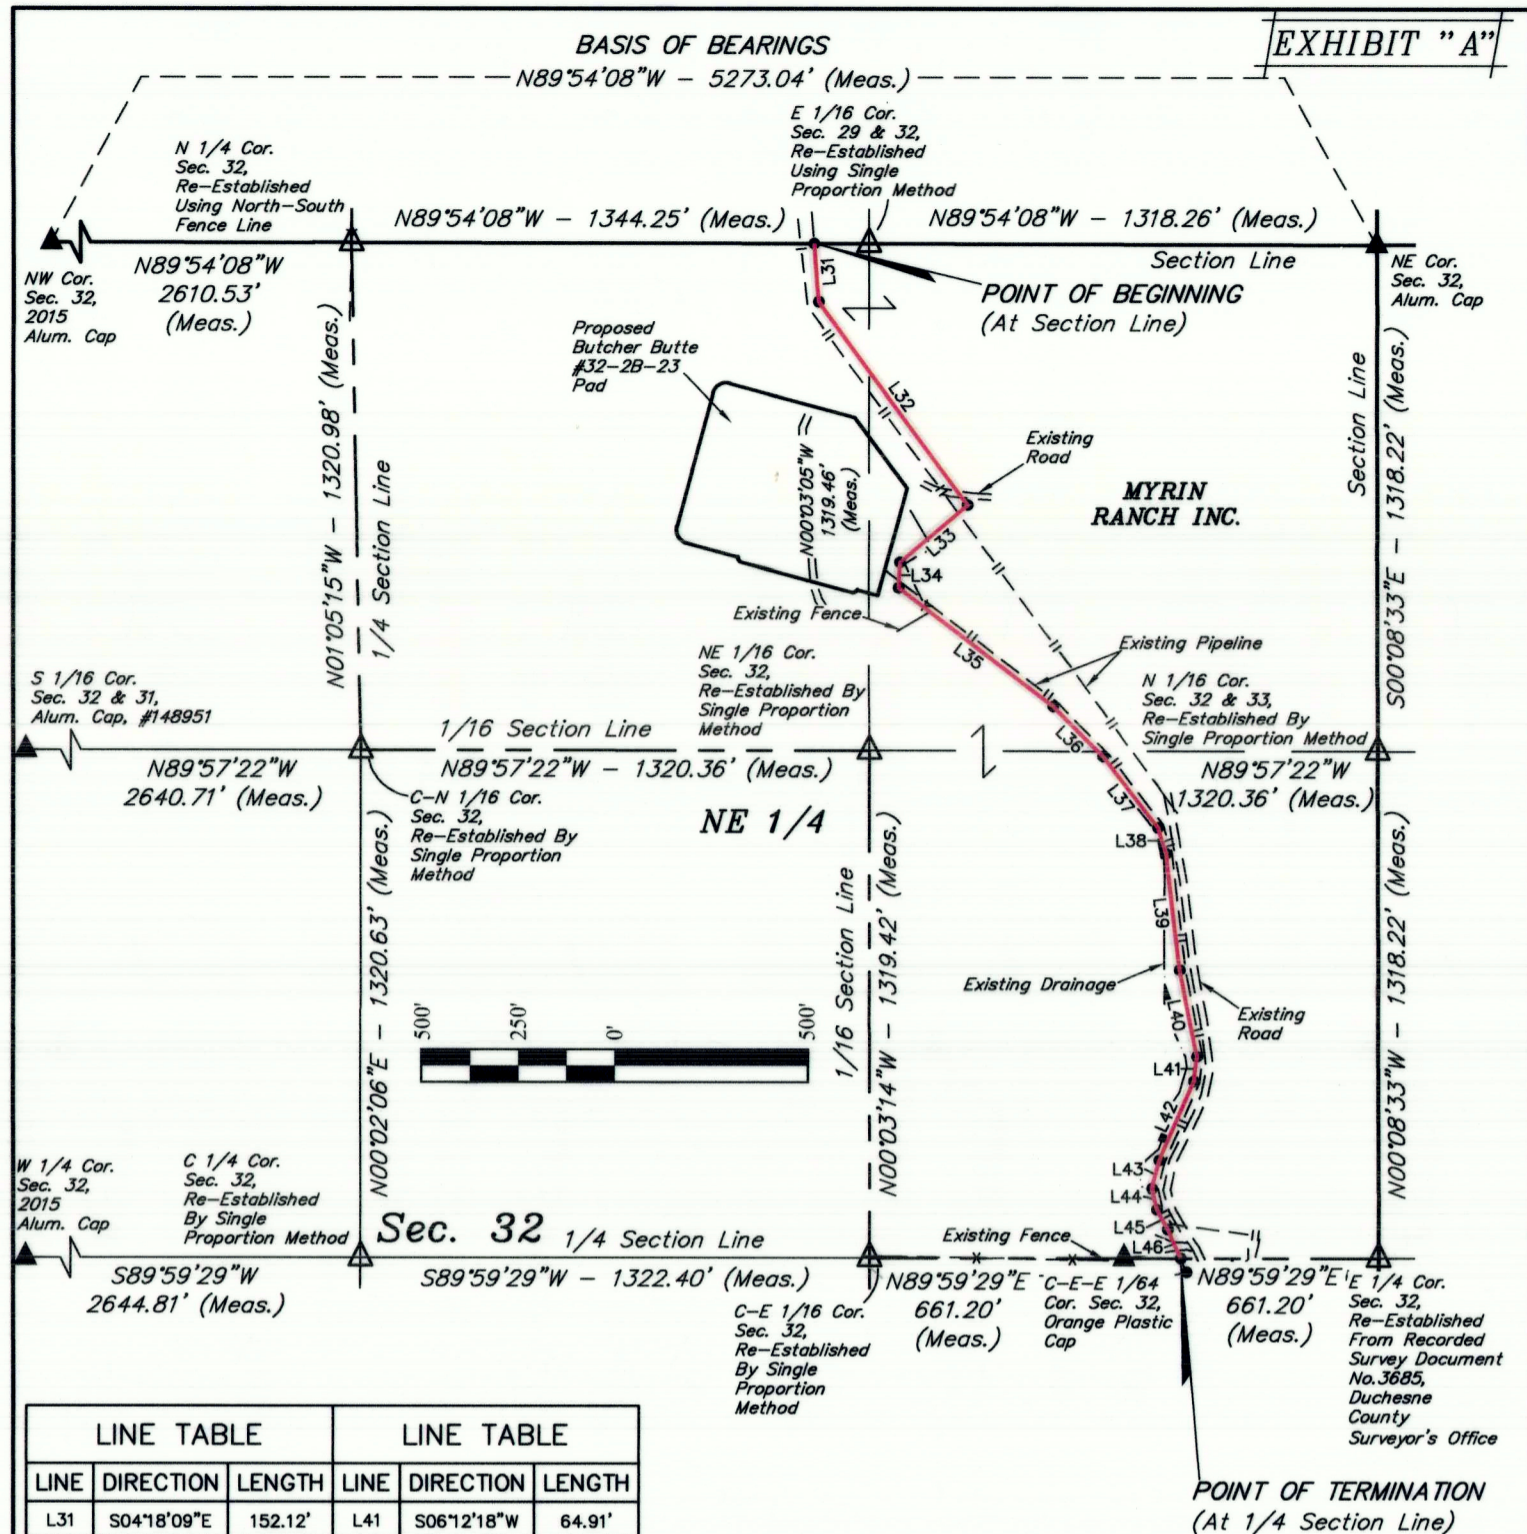 EXHIBIT "A"
BASIS OF BEARINGS
N89°54'08"W - 5273.04' (Meas.)
E 1/16 Cor.
Sec. 29 & 32,
Re-Established
Using Single
Proportion Method
N 1/4 Cor.
Sec. 32,
Re-Established
Using North-South
Fence Line
N89°54'08"W - 1344.25' (Meas.)
N89°54'08"W - 1318.26' (Meas.)
Section Line
NW Cor.
Sec. 32,
2015
Alum. Cap
N89°54'08"W
2610.53'
(Meas.)
NE Cor.
Sec. 32,
Alum. Cap
POINT OF BEGINNING
(At Section Line)
L31
Proposed
Butcher Butte
#32-2B-23
Pad
N01°05'15"W - 1320.98' (Meas.)
1/4 Section Line
L32
Existing
Road
N00°03'05"W
1319.46'
(Meas.)
MYRIN
RANCH INC.
Section Line
S00°08'33"E - 1318.22' (Meas.)
L33
L34
Existing Fence
L35
Existing Pipeline
NE 1/16 Cor.
Sec. 32,
Re-Established By
Single Proportion
Method
N 1/16 Cor.
Sec. 32 & 33,
Re-Established By
Single Proportion Method
S 1/16 Cor.
Sec. 32 & 31,
Alum. Cap, #148951
1/16 Section Line
L36
N89°57'22"W
2640.71' (Meas.)
N89°57'22"W - 1320.36' (Meas.)
N89°57'22"W
1320.36' (Meas.)
C-N 1/16 Cor.
Sec. 32,
Re-Established By
Single Proportion
Method
NE 1/4
L37
L38
L39
N00°02'06"E - 1320.63' (Meas.)
1/16 Section Line
N00°03'14"W - 1319.42' (Meas.)
N00°08'33"W - 1318.22' (Meas.)
Existing Drainage
L40
Existing
Road
500'
250'
0'
500'
L41
L42
L43
L44
L45
L46
W 1/4 Cor.
Sec. 32,
2015
Alum. Cap
C 1/4 Cor.
Sec. 32,
Re-Established
By Single
Proportion Method
Sec. 32
1/4 Section Line
Existing Fence
S89°59'29"W
2644.81' (Meas.)
S89°59'29"W - 1322.40' (Meas.)
N89°59'29"E
661.20'
(Meas.)
C-E-E 1/64
Cor. Sec. 32,
Orange Plastic
Cap
N89°59'29"E
661.20'
(Meas.)
C-E 1/16 Cor.
Sec. 32,
Re-Established
By Single
Proportion
Method
E 1/4 Cor.
Sec. 32,
Re-Established
From Recorded
Survey Document
No.3685,
Duchesne
County
Surveyor's Office
POINT OF TERMINATION
(At 1/4 Section Line)
LINE TABLE LINE TABLE
LINE DIRECTION LENGTH LINE DIRECTION LENGTH
L31 S04°18'09"E 152.12' L41 S06°12'18"W 64.91'